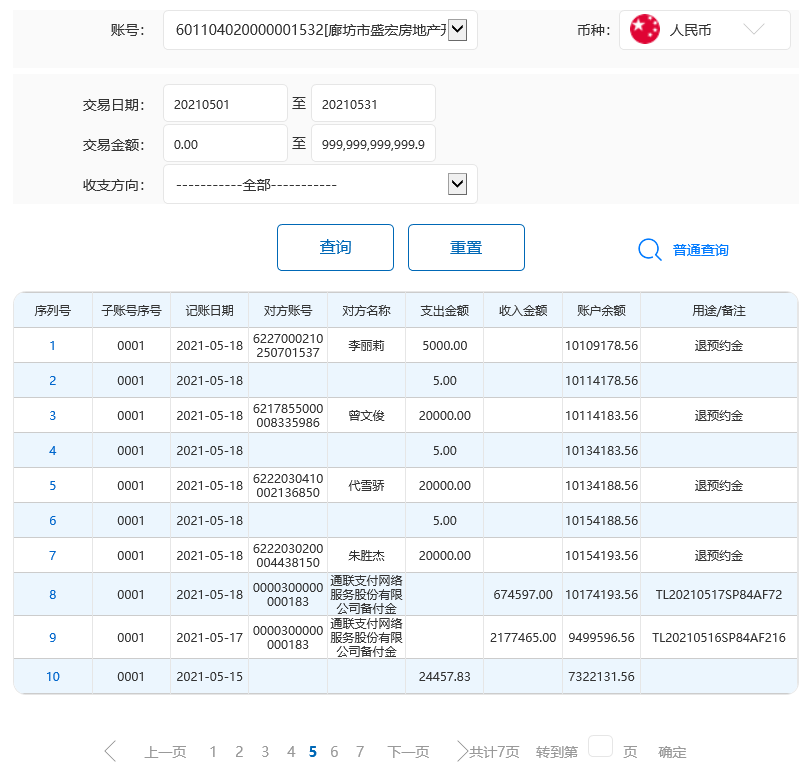 账号： 601104020000001532[廊坊市盛宏房地产开 币种： 人民币
交易日期： 20210501 至 20210531
交易金额： 0.00 至 999,999,999,999.9
收支方向： -----------全部-----------
查询 重置 普通查询
序列号 子账号序号 记账日期 对方账号 对方名称 支出金额 收入金额 账户余额 用途/备注
1 0001 2021-05-18 6227000210 250701537 李丽莉 5000.00 10109178.56 退预约金
2 0001 2021-05-18 5.00 10114178.56
3 0001 2021-05-18 6217855000 008335986 曾文俊 20000.00 10114183.56 退预约金
4 0001 2021-05-18 5.00 10134183.56
5 0001 2021-05-18 6222030410 002136850 代雪骄 20000.00 10134188.56 退预约金
6 0001 2021-05-18 5.00 10154188.56
7 0001 2021-05-18 6222030200 004438150 朱胜杰 20000.00 10154193.56 退预约金
8 0001 2021-05-18 0000300000 000183 通联支付网络 服务股份有限 公司备付金 674597.00 10174193.56 TL20210517SP84AF72
9 0001 2021-05-17 0000300000 000183 通联支付网络 服务股份有限 公司备付金 2177465.00 9499596.56 TL20210516SP84AF216
10 0001 2021-05-15 24457.83 7322131.56
上一页 1 2 3 4 5 6 7 下一页 共计7页 转到第 页 确定